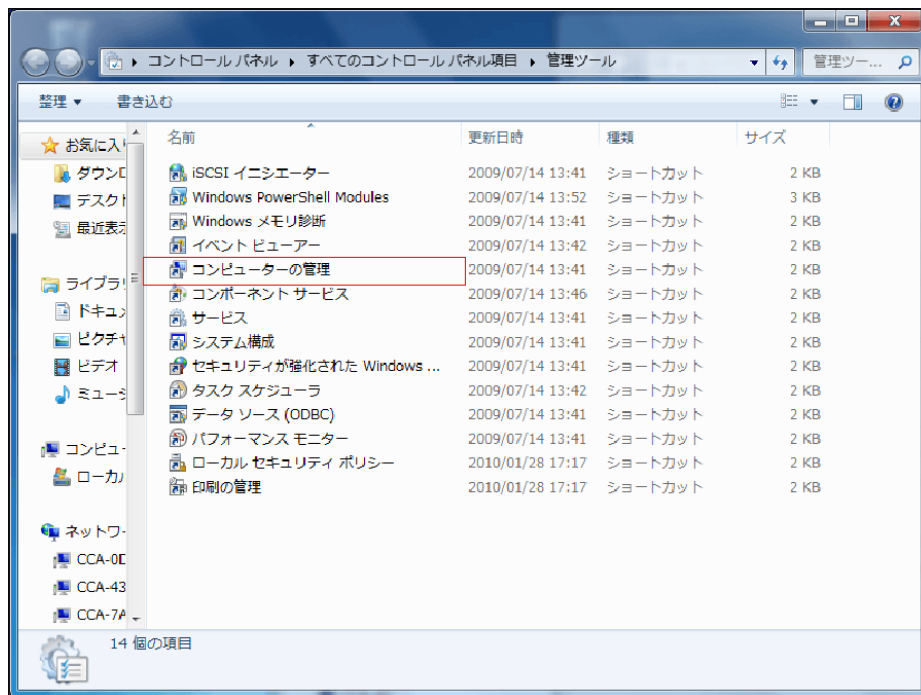 コントロール パネル ▸ すべてのコントロール パネル項目 ▸ 管理ツール
管理ツー...
整理 ▼ 書き込む
お気に入り
ダウンロ
デスクト
最近表示
ライブラリ
ドキュメ
ピクチャ
ビデオ
ミュージ
コンピュー
ローカル
ネットワー
CCA-0D
CCA-43
CCA-7A
名前 更新日時 種類 サイズ
iSCSI イニシエーター 2009/07/14 13:41 ショートカット 2 KB
Windows PowerShell Modules 2009/07/14 13:52 ショートカット 3 KB
Windows メモリ診断 2009/07/14 13:41 ショートカット 2 KB
イベント ビューアー 2009/07/14 13:42 ショートカット 2 KB
コンピューターの管理 2009/07/14 13:41 ショートカット 2 KB
コンポーネント サービス 2009/07/14 13:46 ショートカット 2 KB
サービス 2009/07/14 13:41 ショートカット 2 KB
システム構成 2009/07/14 13:41 ショートカット 2 KB
セキュリティが強化された Windows ... 2009/07/14 13:41 ショートカット 2 KB
タスク スケジューラ 2009/07/14 13:42 ショートカット 2 KB
データ ソース (ODBC) 2009/07/14 13:41 ショートカット 2 KB
パフォーマンス モニター 2009/07/14 13:41 ショートカット 2 KB
ローカル セキュリティ ポリシー 2010/01/28 17:17 ショートカット 2 KB
印刷の管理 2010/01/28 17:17 ショートカット 2 KB
14 個の項目